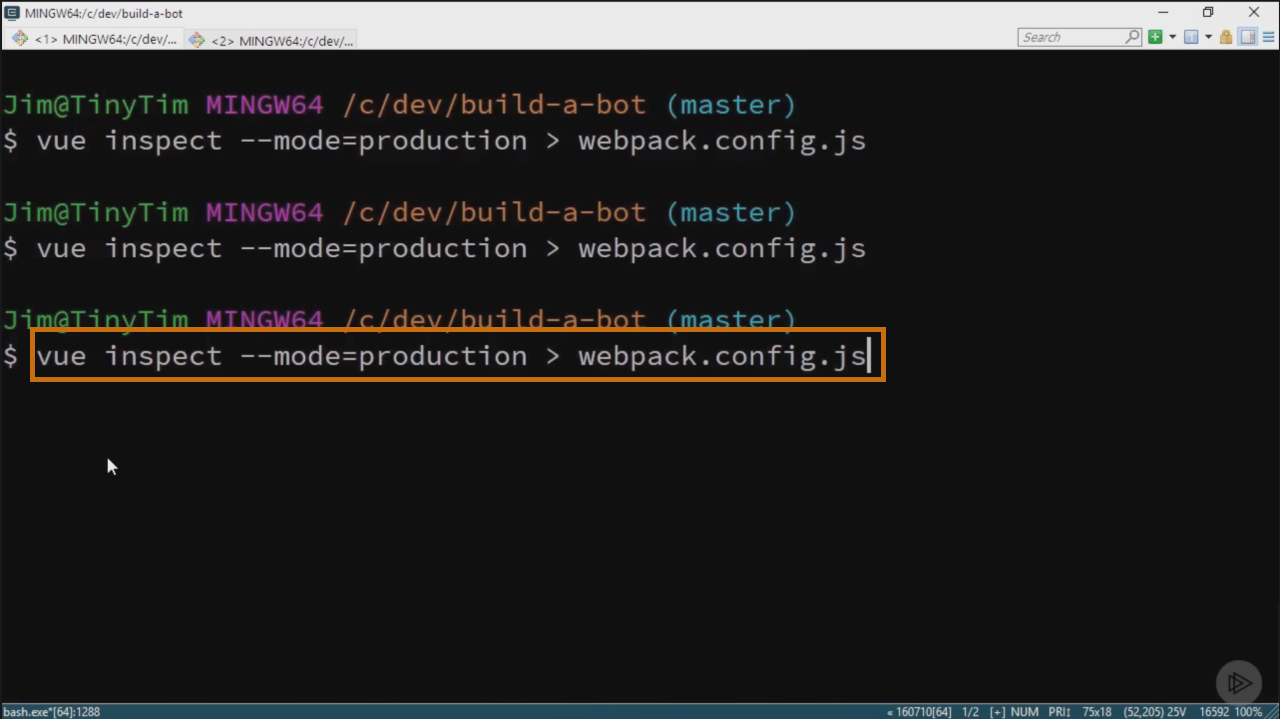 MINGW64:/c/dev/build-a-bot
<1> MINGW64:/c/dev/... <2> MINGW64:/c/dev/... Search
Jim@TinyTim MINGW64 /c/dev/build-a-bot (master)
$ vue inspect --mode=production > webpack.config.js
Jim@TinyTim MINGW64 /c/dev/build-a-bot (master)
$ vue inspect --mode=production > webpack.config.js
Jim@TinyTim MINGW64 /c/dev/build-a-bot (master)
$ vue inspect --mode=production > webpack.config.js
bash.exe*[64]:1288 « 160710[64] 1/2 [+] NUM PRI↕ 75x18 (52,205) 25V 16592 100%